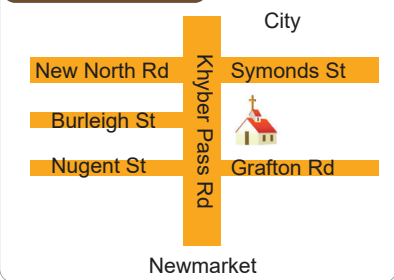 City
New North Rd
Symonds St
Khyber Pass Rd
Burleigh St
Nugent St
Grafton Rd
Newmarket